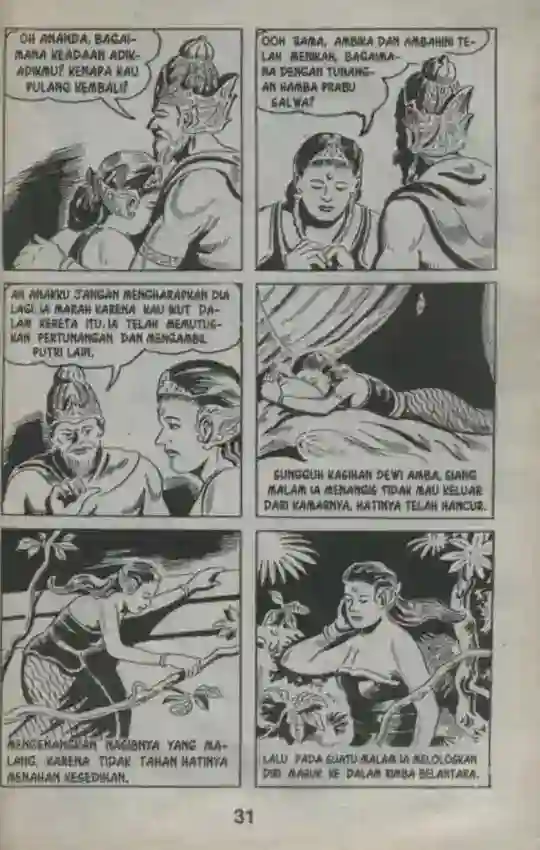 OH ANANDA, BAGAI-
MANA KEADAAN ADIK-
ADIKMU? KENAPA KAU
PULANG KEMBALI?
OOH RAMA, AMBIKA DAN AMBAHINI TE-
LAH MENIKAH, BAGAIMA-
NA DENGAN TUNANG-
AN HAMBA PRABU
SALWA?
AH ANAKKU JANGAN MENGHARAPKAN DIA
LAGI. IA MARAH KARENA KAU IKUT DA-
LAM KERETA ITU. IA TELAH MEMUTUS-
KAN PERTUNANGAN DAN MENGAMBIL
PUTRI LAIN.
SUNGGUH KASIHAN DEWI AMBA, SIANG
MALAM IA MENANGIS TIDAK MAU KELUAR
DARI KAMARNYA. HATINYA TELAH HANCUR.
MENGENANGKAN NASIBNYA YANG MA-
LANG, KARENA TIDAK TAHAN HATINYA
MENAHAN KESEDIHAN.
LALU PADA SUATU MALAM IA MELOLOSKAN
DIRI MASUK KE DALAM RIMBA BELANTARA.
31